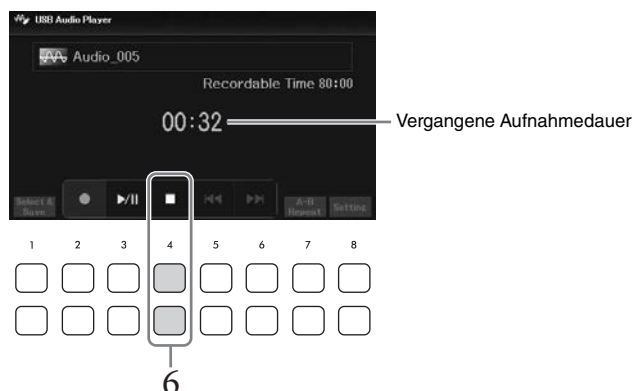 USB Audio Player
Audio_005
Recordable Time 80:00
00:32
Vergangene Aufnahmedauer
Select & Save
A-B Repeat
Setting
1 2 3 4 5 6 7 8
6